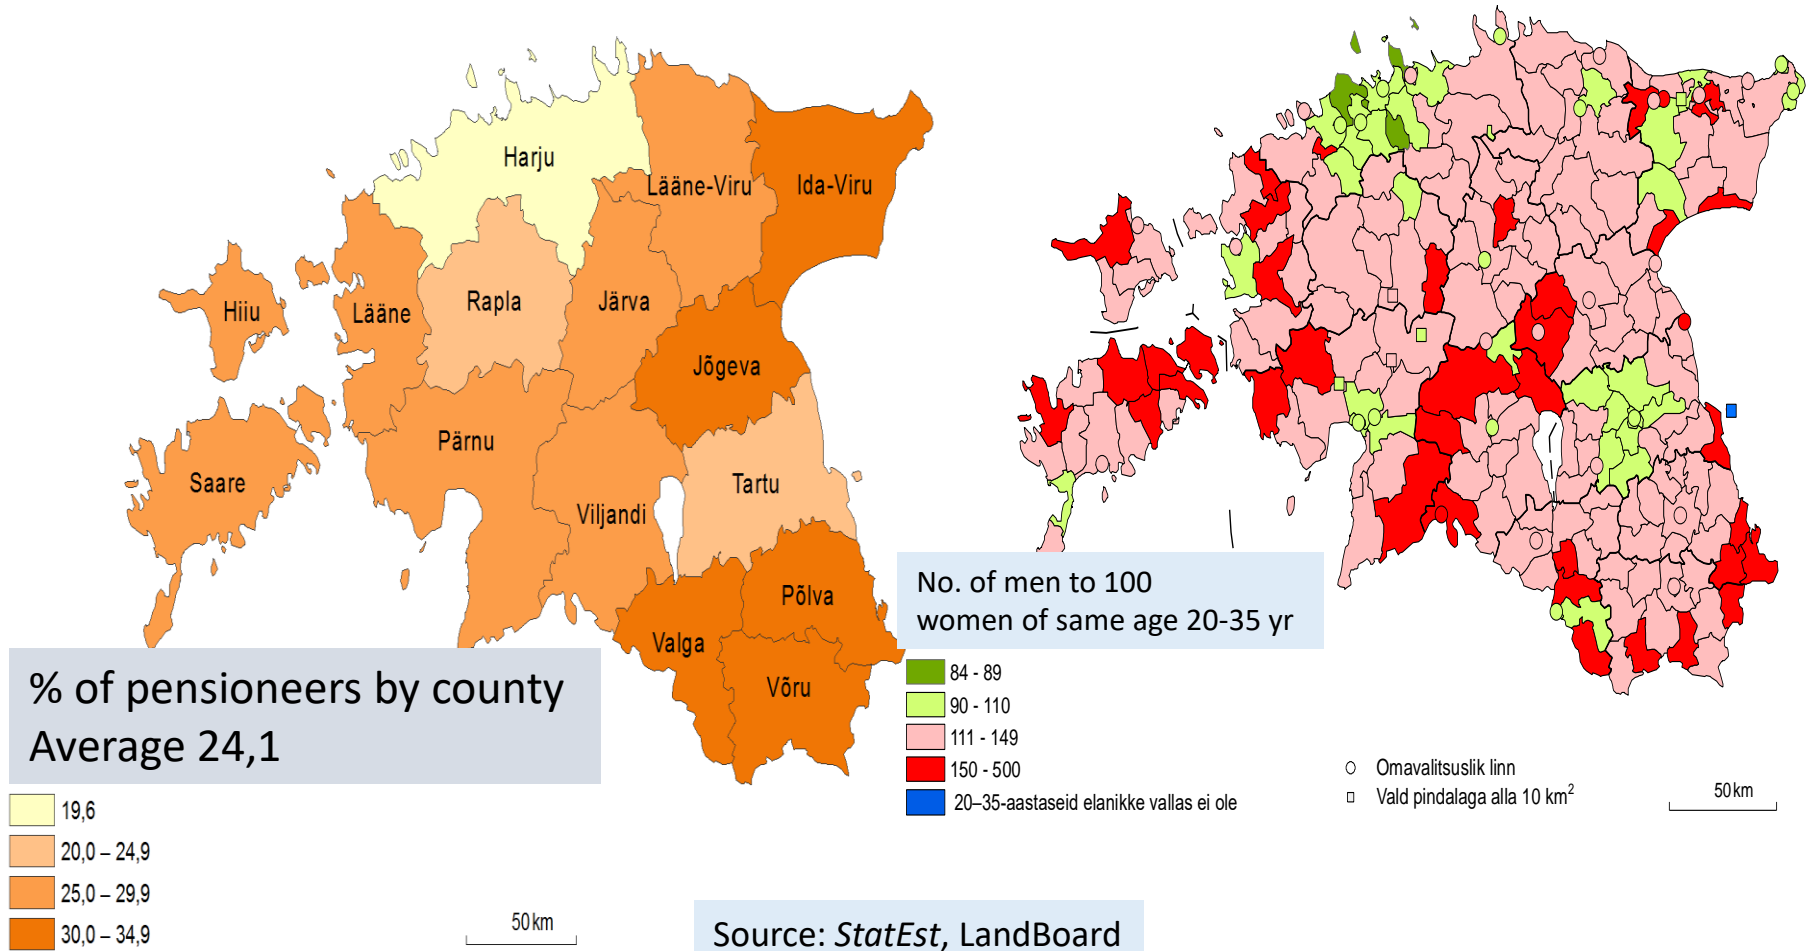 Harju
Lääne-Viru
Ida-Viru
Hiiu
Lääne
Rapla
Järva
Jõgeva
Pärnu
Saare
Viljandi
Tartu
Põlva
Valga
Võru
% of pensioneers by county
Average 24,1
19,6
20,0 – 24,9
25,0 – 29,9
30,0 – 34,9
50 km
No. of men to 100
women of same age 20-35 yr
84 - 89
90 - 110
111 - 149
150 - 500
20–35-aastaseid elanikke vallas ei ole
Omavalitsuslik linn
Vald pindalaga alla 10 km²
50 km
Source: StatEst, LandBoard